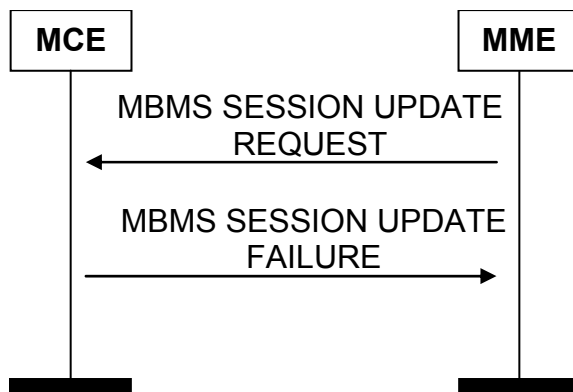 MCE
MME
MBMS SESSION UPDATE
REQUEST
MBMS SESSION UPDATE
FAILURE